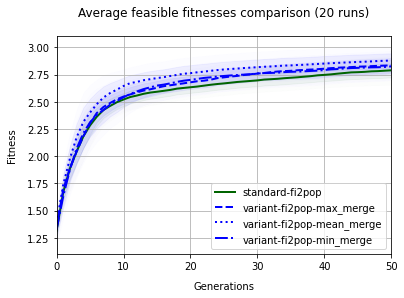 Average feasible fitnesses comparison (20 runs)
3.00
2.75
2.50
2.25
2.00
1.75
1.50
1.25
Fitness
0 10 20 30 40 50
Generations
standard-fi2pop
variant-fi2pop-max_merge
variant-fi2pop-mean_merge
variant-fi2pop-min_merge